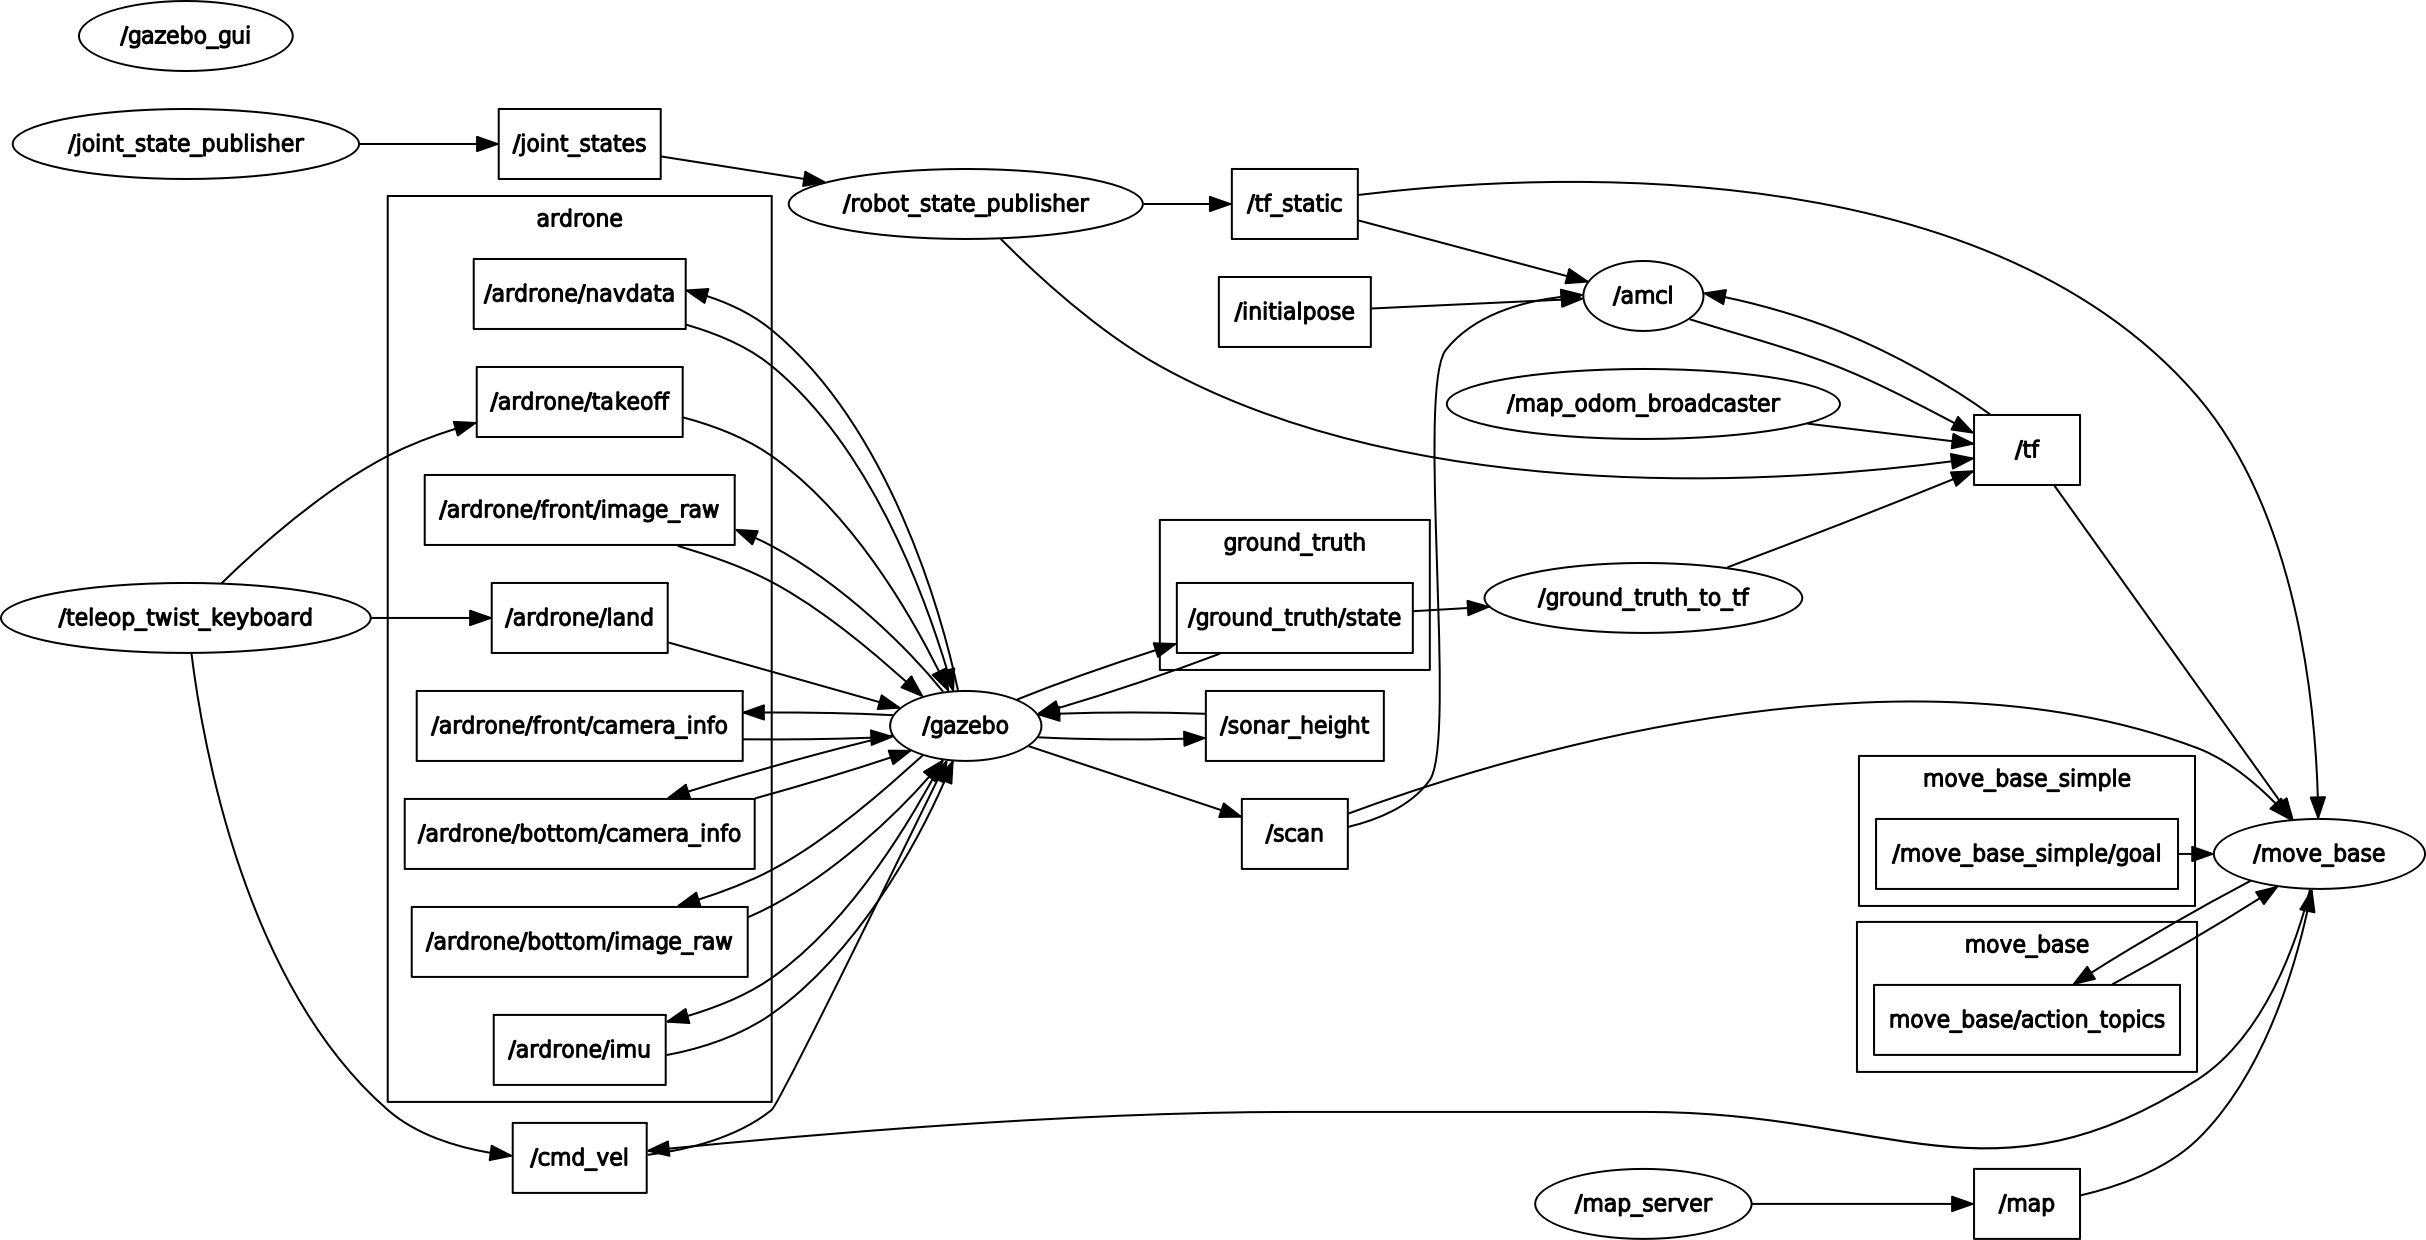 /gazebo_gui
/joint_state_publisher
/joint_states
/robot_state_publisher
/tf_static
ardrone
/ardrone/navdata
/initialpose
/amcl
/ardrone/takeoff
/map_odom_broadcaster
/tf
/ardrone/front/image_raw
ground_truth
/teleop_twist_keyboard
/ardrone/land
/ground_truth/state
/ground_truth_to_tf
/ardrone/front/camera_info
/gazebo
/sonar_height
move_base_simple
/ardrone/bottom/camera_info
/scan
/move_base_simple/goal
/move_base
/ardrone/bottom/image_raw
move_base
move_base/action_topics
/ardrone/imu
/cmd_vel
/map_server
/map